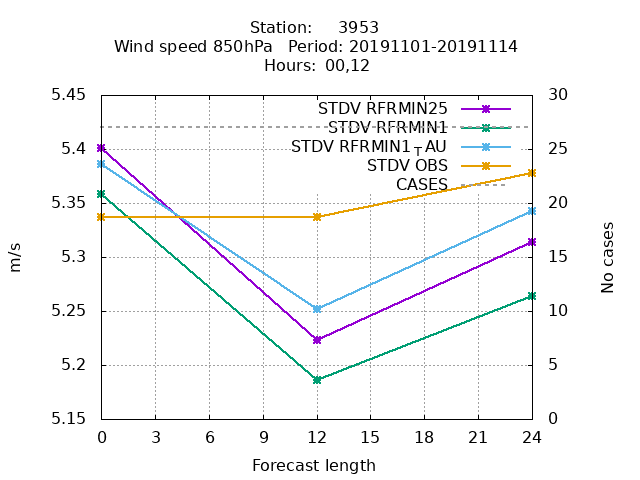 Station: 3953
Wind speed 850hPa Period: 20191101-20191114
Hours: 00,12
5.45
5.4
5.35
5.3
5.25
5.2
5.15
30
25
20
15
10
5
0
STDV RFRMIN25
STDV RFRMIN1
STDV RFRMIN1_TAU
STDV OBS
CASES
m/s
No cases
0 3 6 9 12 15 18 21 24
Forecast length